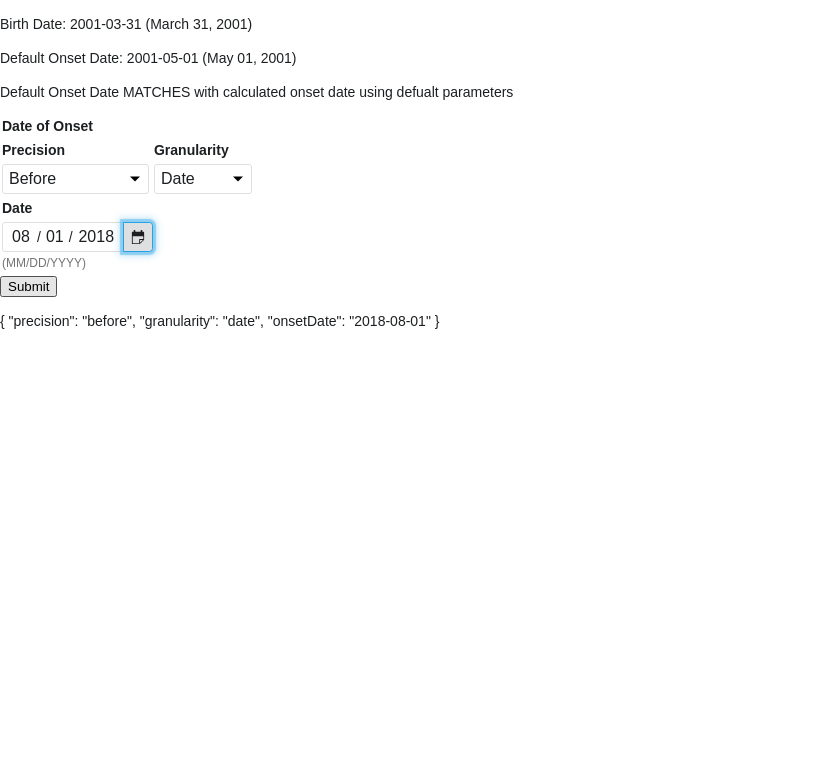 Birth Date: 2001-03-31 (March 31, 2001)
Default Onset Date: 2001-05-01 (May 01, 2001)
Default Onset Date MATCHES with calculated onset date using defualt parameters
Date of Onset
Precision Granularity
Before Date
Date
08 / 01 / 2018
(MM/DD/YYYY)
Submit
{ "precision": "before", "granularity": "date", "onsetDate": "2018-08-01" }